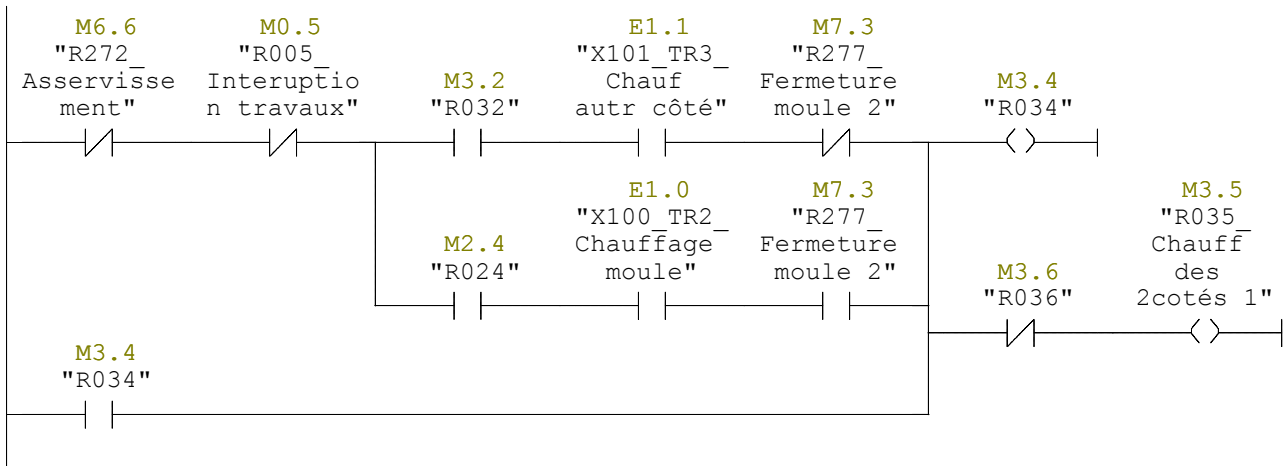 M6.6
"R272_
Asservisse
ment"
M0.5
"R005_
Interuptio
n travaux"
M3.2
"R032"
E1.1
"X101_TR3_
Chauf
autr côté"
M7.3
"R277_
Fermeture
moule 2"
M3.4
"R034"
M2.4
"R024"
E1.0
"X100_TR2_
Chauffage
moule"
M7.3
"R277_
Fermeture
moule 2"
M3.6
"R036"
M3.5
"R035_
Chauff
des
2cotés 1"
M3.4
"R034"